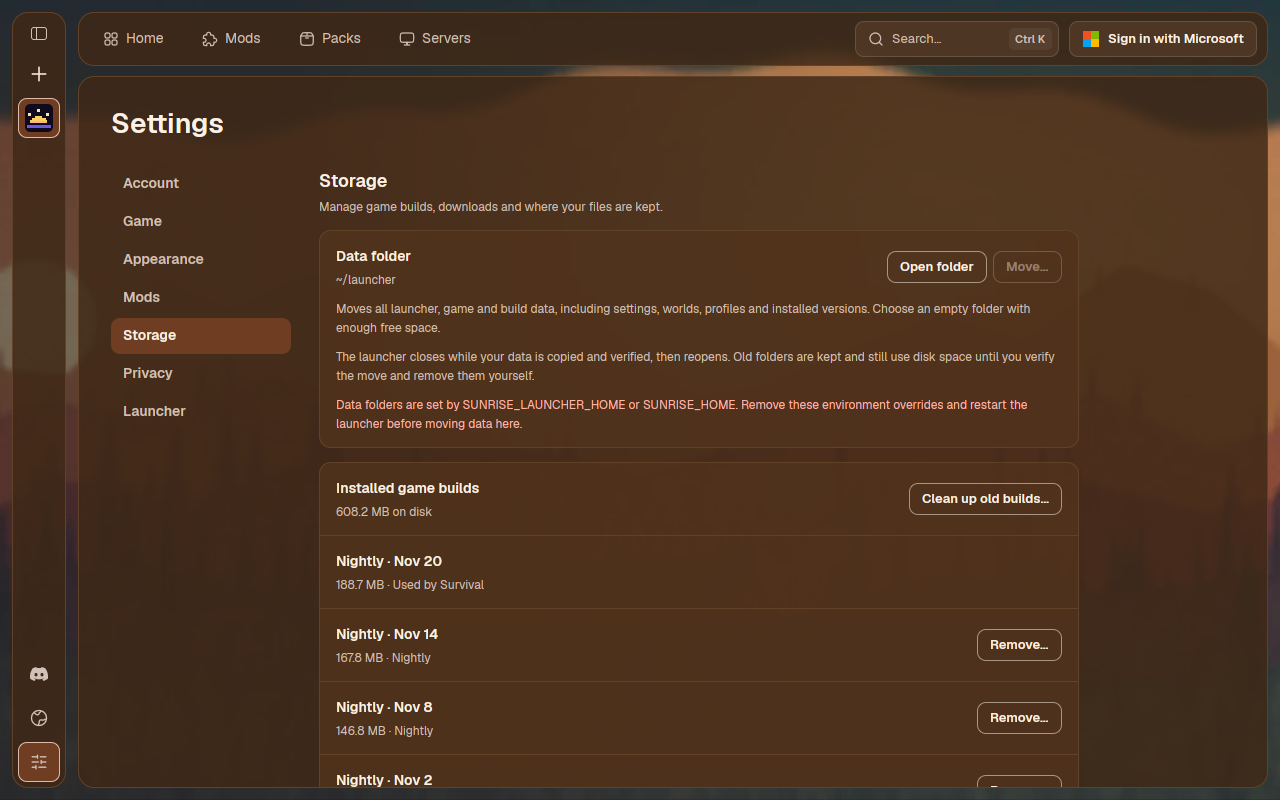 Home
Mods
Packs
Servers
Search...
Ctrl K
Sign in with Microsoft
Settings
Account
Game
Appearance
Mods
Storage
Privacy
Launcher
Storage
Manage game builds, downloads and where your files are kept.
Data folder
~/launcher
Open folder
Move...
Moves all launcher, game and build data, including settings, worlds, profiles and installed versions. Choose an empty folder with
enough free space.
The launcher closes while your data is copied and verified, then reopens. Old folders are kept and still use disk space until you verify
the move and remove them yourself.
Data folders are set by SUNRISE_LAUNCHER_HOME or SUNRISE_HOME. Remove these environment overrides and restart the
launcher before moving data here.
Installed game builds
608.2 MB on disk
Clean up old builds...
Nightly · Nov 20
188.7 MB · Used by Survival
Nightly · Nov 14
167.8 MB · Nightly
Remove...
Nightly · Nov 8
146.8 MB · Nightly
Remove...
Nightly · Nov 2